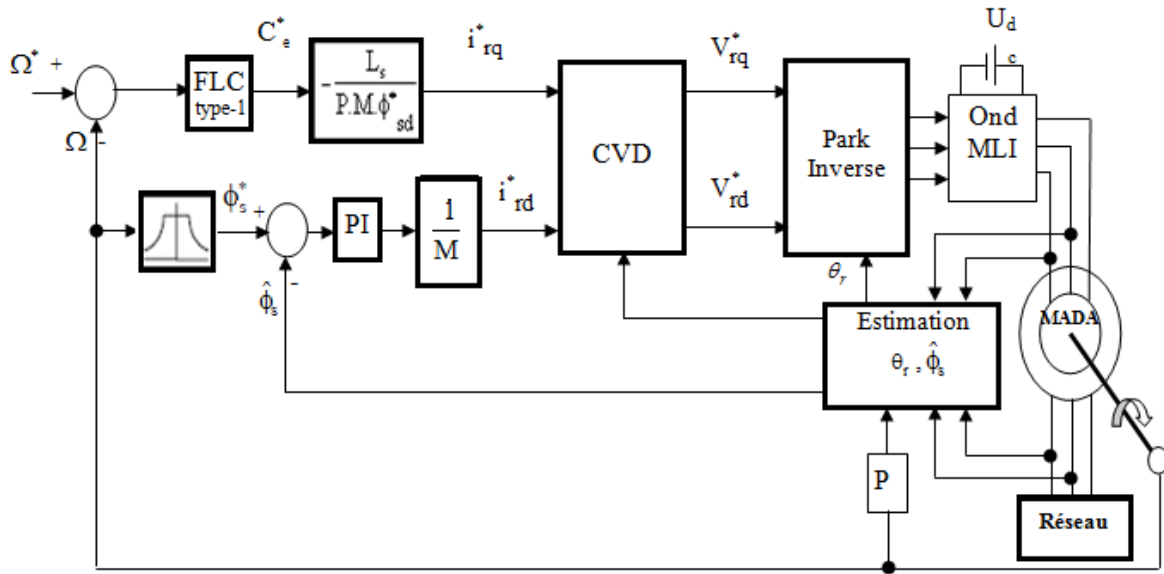 Ω* +
Ω -
FLC
type-1
C*e
- Ls / P.M.ϕ*sd
i*rq
CVD
V*rq
Park
Inverse
Ud
c
Ond
MLI
ϕ*s
+
-
ϕ̂s
PI
1/M
i*rd
V*rd
θr
Estimation
θr , ϕ̂s
MADA
P
Réseau